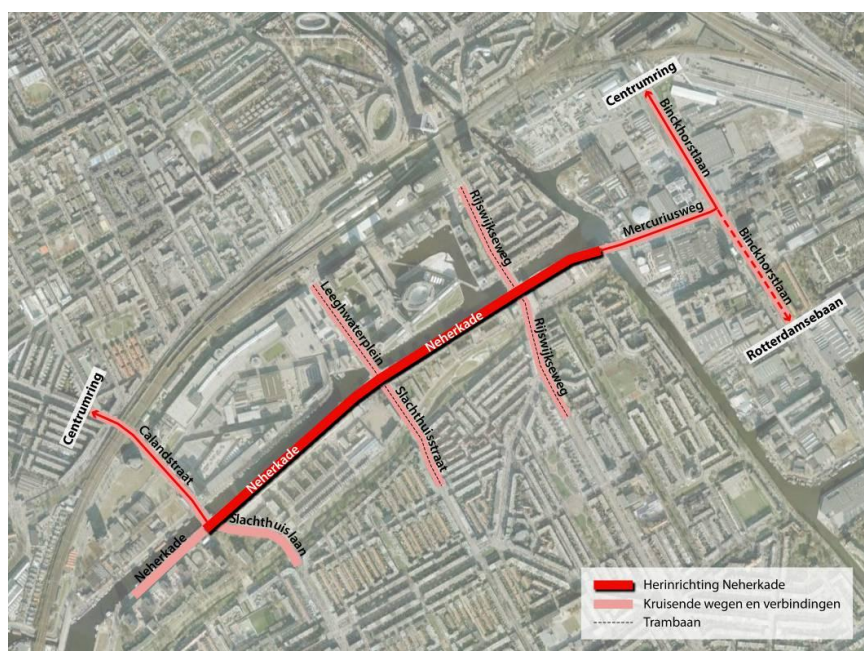 Centrumring
Binckhorstlaan
Mercuriusweg
Binckhorstlaan
Rotterdamsebaan
Rijswijkseweg
Rijswijkseweg
Leeghwaterplein
Slachthuisstraat
Neherkade
Neherkade
Centrumring
Calandstraat
Slachthuislaan
Neherkade
Herinrichting Neherkade
Kruisende wegen en verbindingen
Trambaan